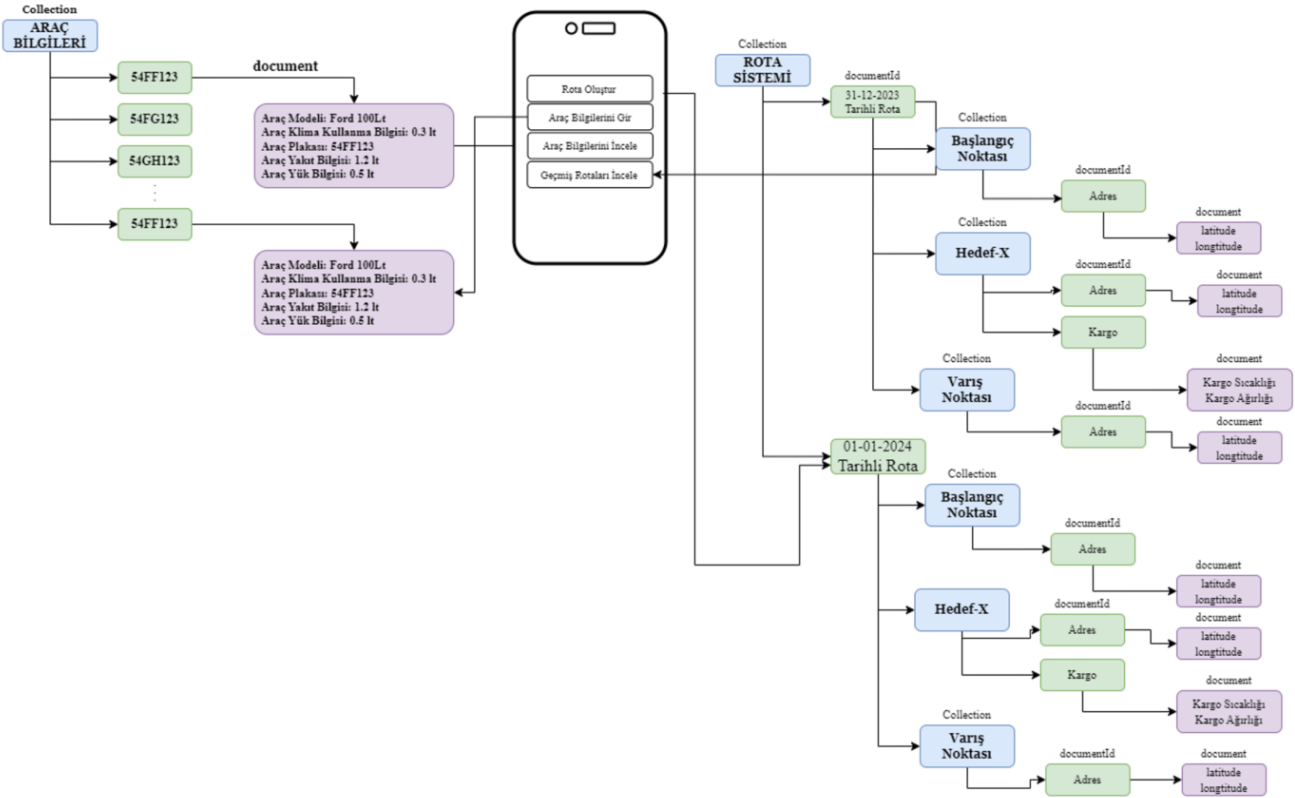 Collection
ARAÇ
BİLGİLERİ
54FF123
document
54FG123
54GH123
54FF123
Araç Modeli: Ford 100Lt
Araç Klima Kullanma Bilgisi: 0.3 lt
Araç Plakası: 54FF123
Araç Yakıt Bilgisi: 1.2 lt
Araç Yük Bilgisi: 0.5 lt
Araç Modeli: Ford 100Lt
Araç Klima Kullanma Bilgisi: 0.3 lt
Araç Plakası: 54FF123
Araç Yakıt Bilgisi: 1.2 lt
Araç Yük Bilgisi: 0.5 lt
Rota Oluştur
Araç Bilgilerini Gir
Araç Bilgilerini İncele
Geçmiş Rotaları İncele
Collection
ROTA
SİSTEMİ
documentId
31-12-2023
Tarihli Rota
Collection
Başlangıç
Noktası
documentId
Adres
document
latitude
longtitude
Collection
Hedef-X
documentId
Adres
document
latitude
longtitude
Kargo
document
Kargo Sıcaklığı
Kargo Ağırlığı
Collection
Varış
Noktası
documentId
Adres
document
latitude
longtitude
01-01-2024
Tarihli Rota
Collection
Başlangıç
Noktası
documentId
Adres
document
latitude
longtitude
Hedef-X
documentId
Adres
document
latitude
longtitude
Kargo
document
Kargo Sıcaklığı
Kargo Ağırlığı
Collection
Varış
Noktası
documentId
Adres
document
latitude
longtitude